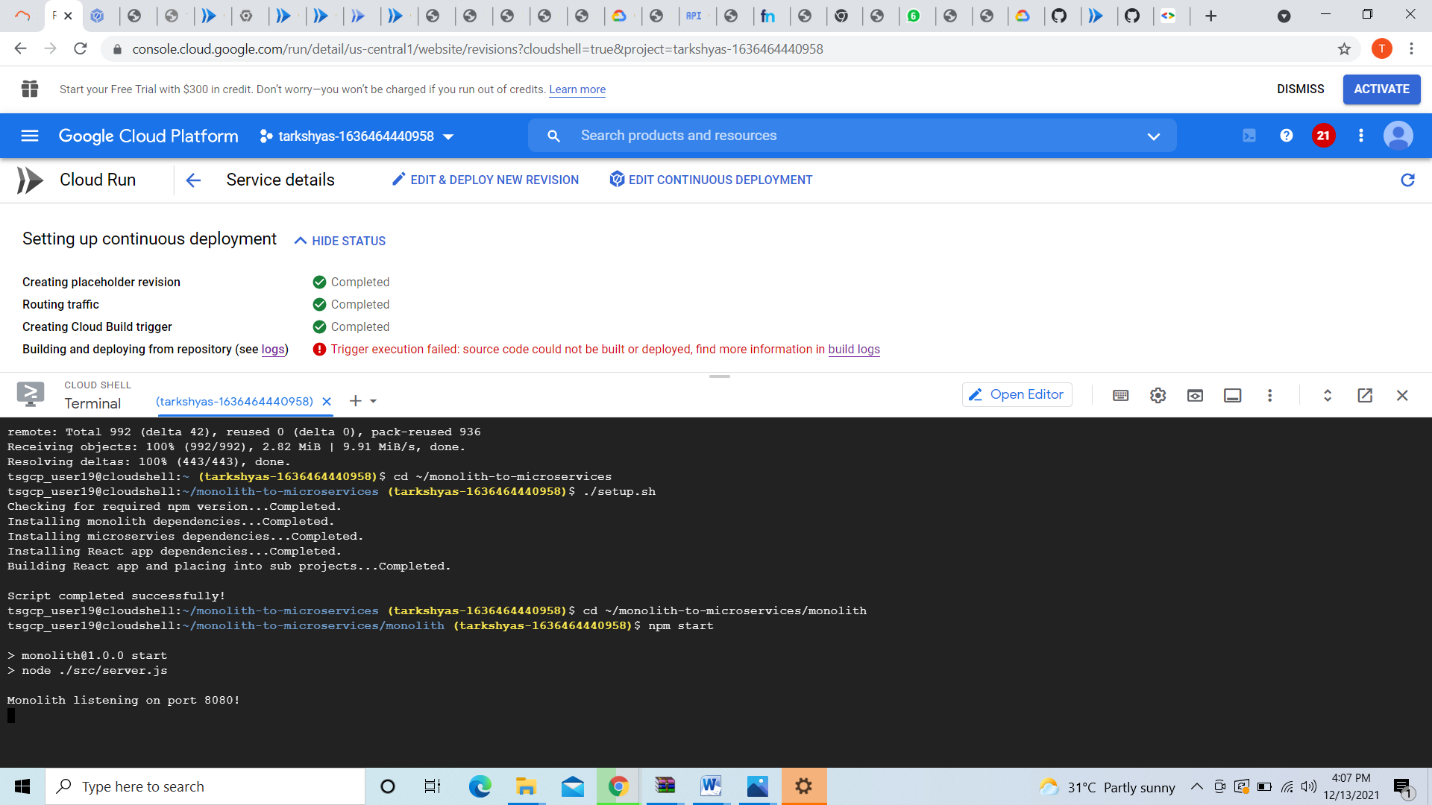 F
API
fn
6
console.cloud.google.com/run/detail/us-central1/website/revisions?cloudshell=true&project=tarkshyas-1636464440958
T
Start your Free Trial with $300 in credit. Don't worry—you won't be charged if you run out of credits. Learn more
DISMISS
ACTIVATE
Google Cloud Platform
tarkshyas-1636464440958
Search products and resources
21
Cloud Run
Service details
EDIT & DEPLOY NEW REVISION
EDIT CONTINUOUS DEPLOYMENT
Setting up continuous deployment
HIDE STATUS
Creating placeholder revision Completed
Routing traffic Completed
Creating Cloud Build trigger Completed
Building and deploying from repository (see logs) Trigger execution failed: source code could not be built or deployed, find more information in build logs
CLOUD SHELL
Terminal
(tarkshyas-1636464440958)
Open Editor
remote: Total 992 (delta 42), reused 0 (delta 0), pack-reused 936
Receiving objects: 100% (992/992), 2.82 MiB | 9.91 MiB/s, done.
Resolving deltas: 100% (443/443), done.
tsgcp_user19@cloudshell:~ (tarkshyas-1636464440958)$ cd ~/monolith-to-microservices
tsgcp_user19@cloudshell:~/monolith-to-microservices (tarkshyas-1636464440958)$ ./setup.sh
Checking for required npm version...Completed.
Installing monolith dependencies...Completed.
Installing microservies dependencies...Completed.
Installing React app dependencies...Completed.
Building React app and placing into sub projects...Completed.
Script completed successfully!
tsgcp_user19@cloudshell:~/monolith-to-microservices (tarkshyas-1636464440958)$ cd ~/monolith-to-microservices/monolith
tsgcp_user19@cloudshell:~/monolith-to-microservices/monolith (tarkshyas-1636464440958)$ npm start
> monolith@1.0.0 start
> node ./src/server.js
Monolith listening on port 8080!
Type here to search
31°C Partly sunny
4:07 PM
12/13/2021
1